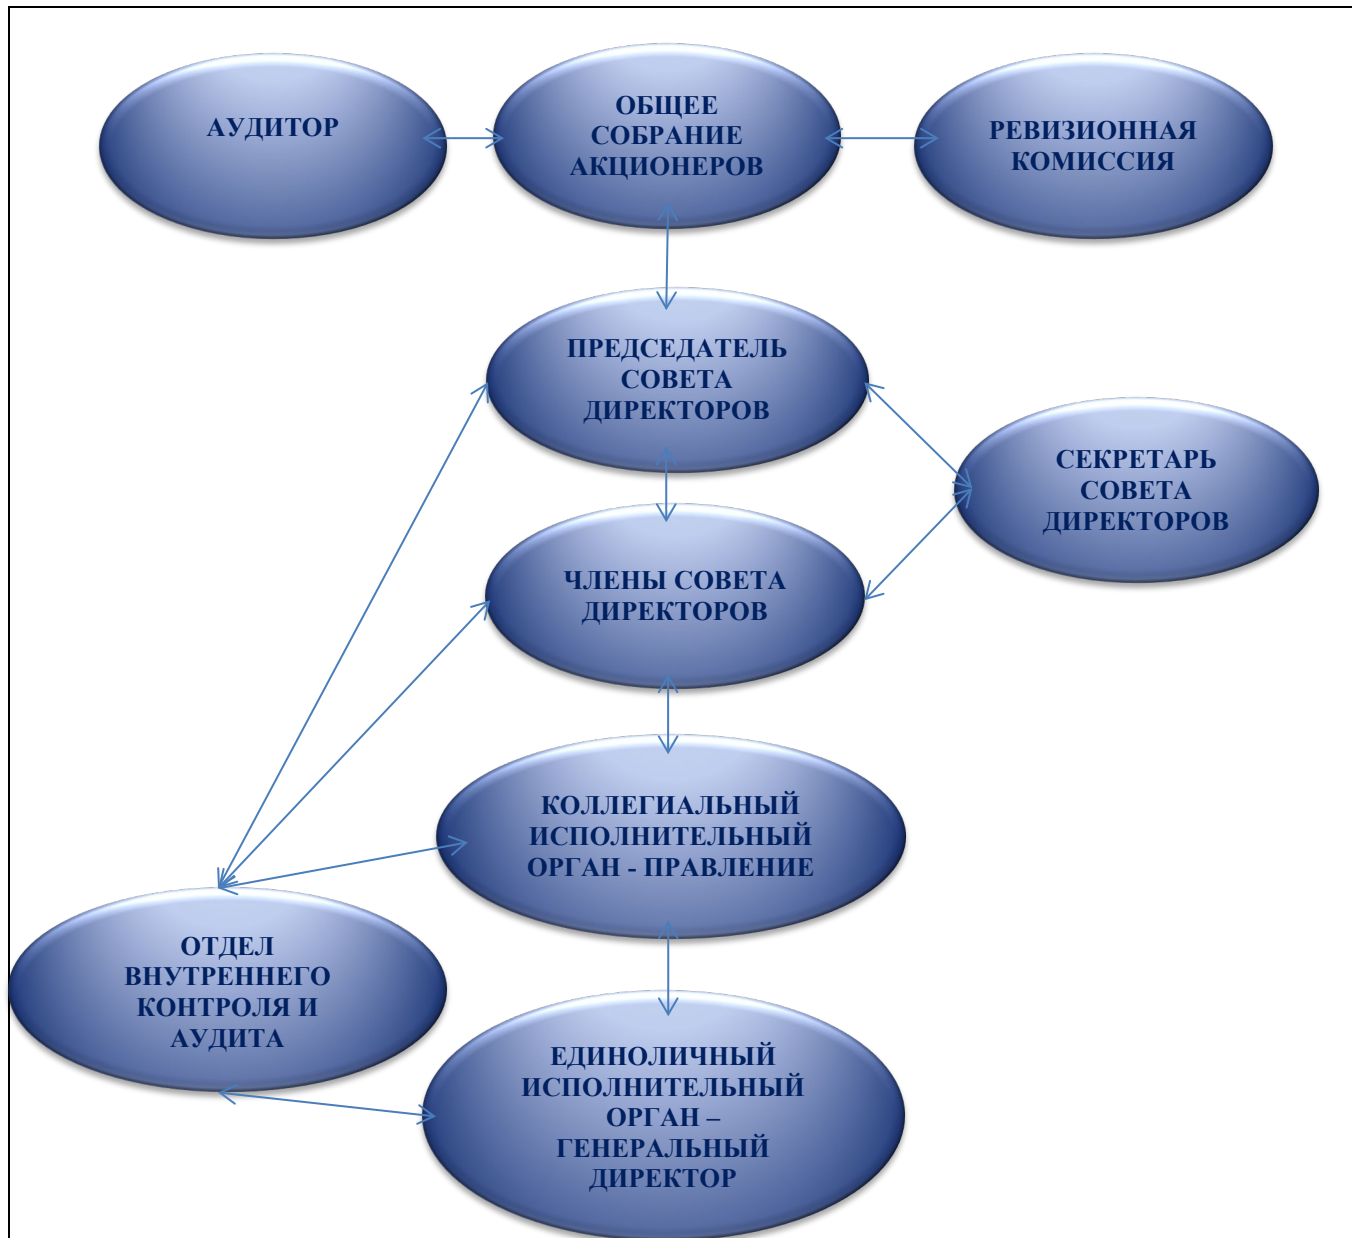 АУДИТОР
ОБЩЕЕ
СОБРАНИЕ
АКЦИОНЕРОВ
РЕВИЗИОННАЯ
КОМИССИЯ
ПРЕДСЕДАТЕЛЬ
СОВЕТА
ДИРЕКТОРОВ
СЕКРЕТАРЬ
СОВЕТА
ДИРЕКТОРОВ
ЧЛЕНЫ СОВЕТА
ДИРЕКТОРОВ
КОЛЛЕГИАЛЬНЫЙ
ИСПОЛНИТЕЛЬНЫЙ
ОРГАН - ПРАВЛЕНИЕ
ОТДЕЛ
ВНУТРЕННЕГО
КОНТРОЛЯ И
АУДИТА
ЕДИНОЛИЧНЫЙ
ИСПОЛНИТЕЛЬНЫЙ
ОРГАН –
ГЕНЕРАЛЬНЫЙ
ДИРЕКТОР